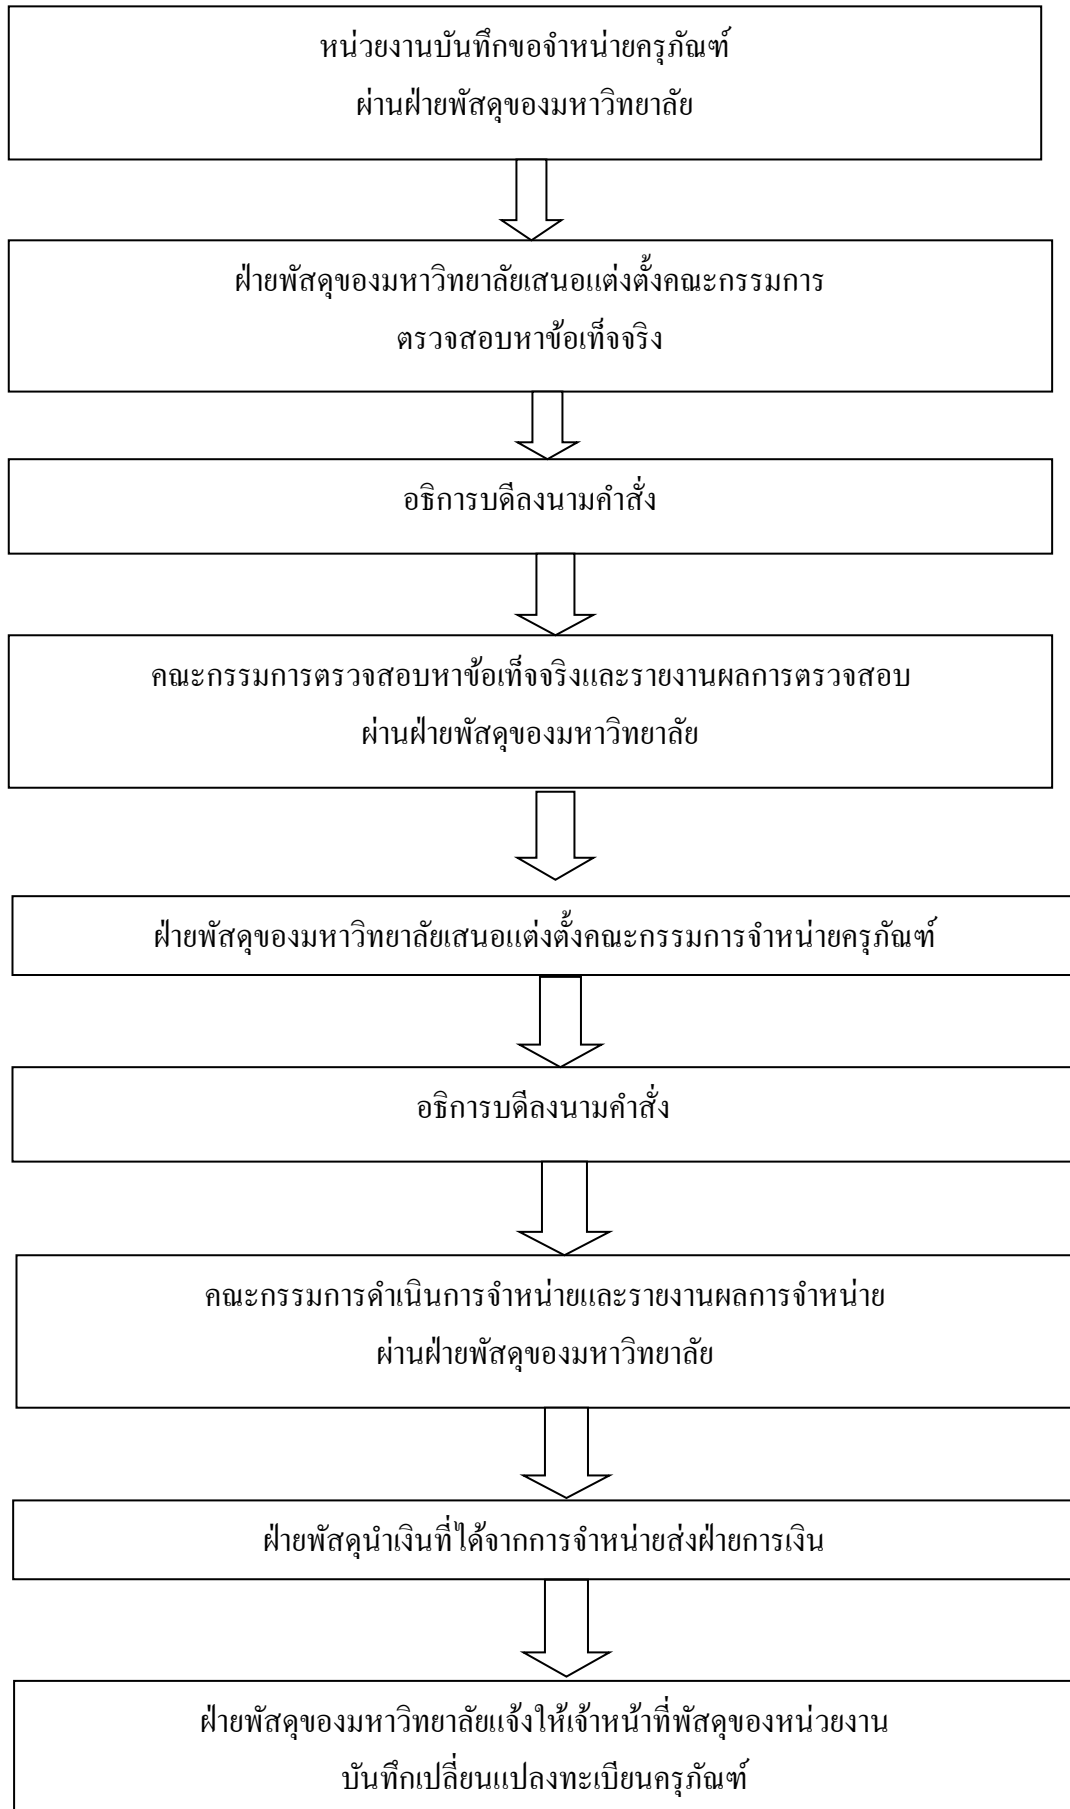 หน่วยงานบันทึกขอจำหน่ายครุภัณฑ์
ผ่านฝ่ายพัสดุของมหาวิทยาลัย
ฝ่ายพัสดุของมหาวิทยาลัยเสนอแต่งตั้งคณะกรรมการ
ตรวจสอบหาข้อเท็จจริง
อธิการบดีลงนามคำสั่ง
คณะกรรมการตรวจสอบหาข้อเท็จจริงและรายงานผลการตรวจสอบ
ผ่านฝ่ายพัสดุของมหาวิทยาลัย
ฝ่ายพัสดุของมหาวิทยาลัยเสนอแต่งตั้งคณะกรรมการจำหน่ายครุภัณฑ์
อธิการบดีลงนามคำสั่ง
คณะกรรมการดำเนินการจำหน่ายและรายงานผลการจำหน่าย
ผ่านฝ่ายพัสดุของมหาวิทยาลัย
ฝ่ายพัสดุนำเงินที่ได้จากการจำหน่ายส่งฝ่ายการเงิน
ฝ่ายพัสดุของมหาวิทยาลัยแจ้งให้เจ้าหน้าที่พัสดุของหน่วยงาน
บันทึกเปลี่ยนแปลงทะเบียนครุภัณฑ์